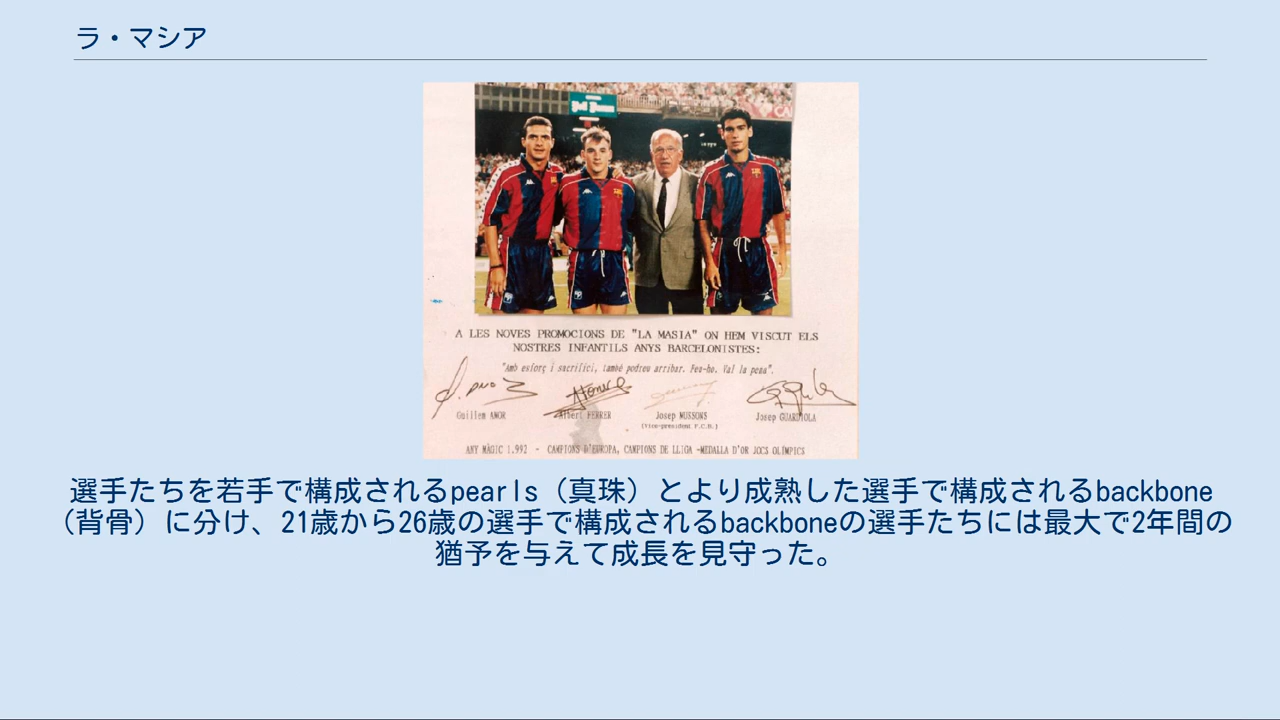 ラ・マシア
A LES NOVES PROMOCIONS DE "LA MASIA" ON HEM VISCUT ELS
NOSTRES INFANTILS ANYS BARCELONISTES:
"Amb esforç i sacrifici, també podreu arribar. Feu-ho. Val la pena".
Guillem AMOR Albert FERRER Josep MUSSONS Josep GUARDIOLA
(Vice-president F.C.B.)
ANY MÀGIC 1.992 - CAMPIONS D'EUROPA, CAMPIONS DE LLIGA -MEDALLA D'OR JOCS OLÍMPICS
選手たちを若手で構成されるpearls（真珠）とより成熟した選手で構成されるbackbone
（背骨）に分け、21歳から26歳の選手で構成されるbackboneの選手たちには最大で2年間の
猶予を与えて成長を見守った。